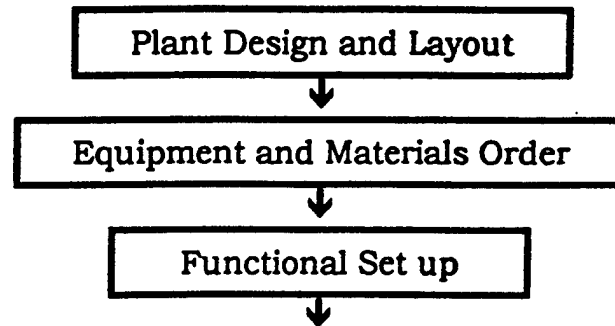 Plant Design and Layout
Equipment and Materials Order
Functional Set up